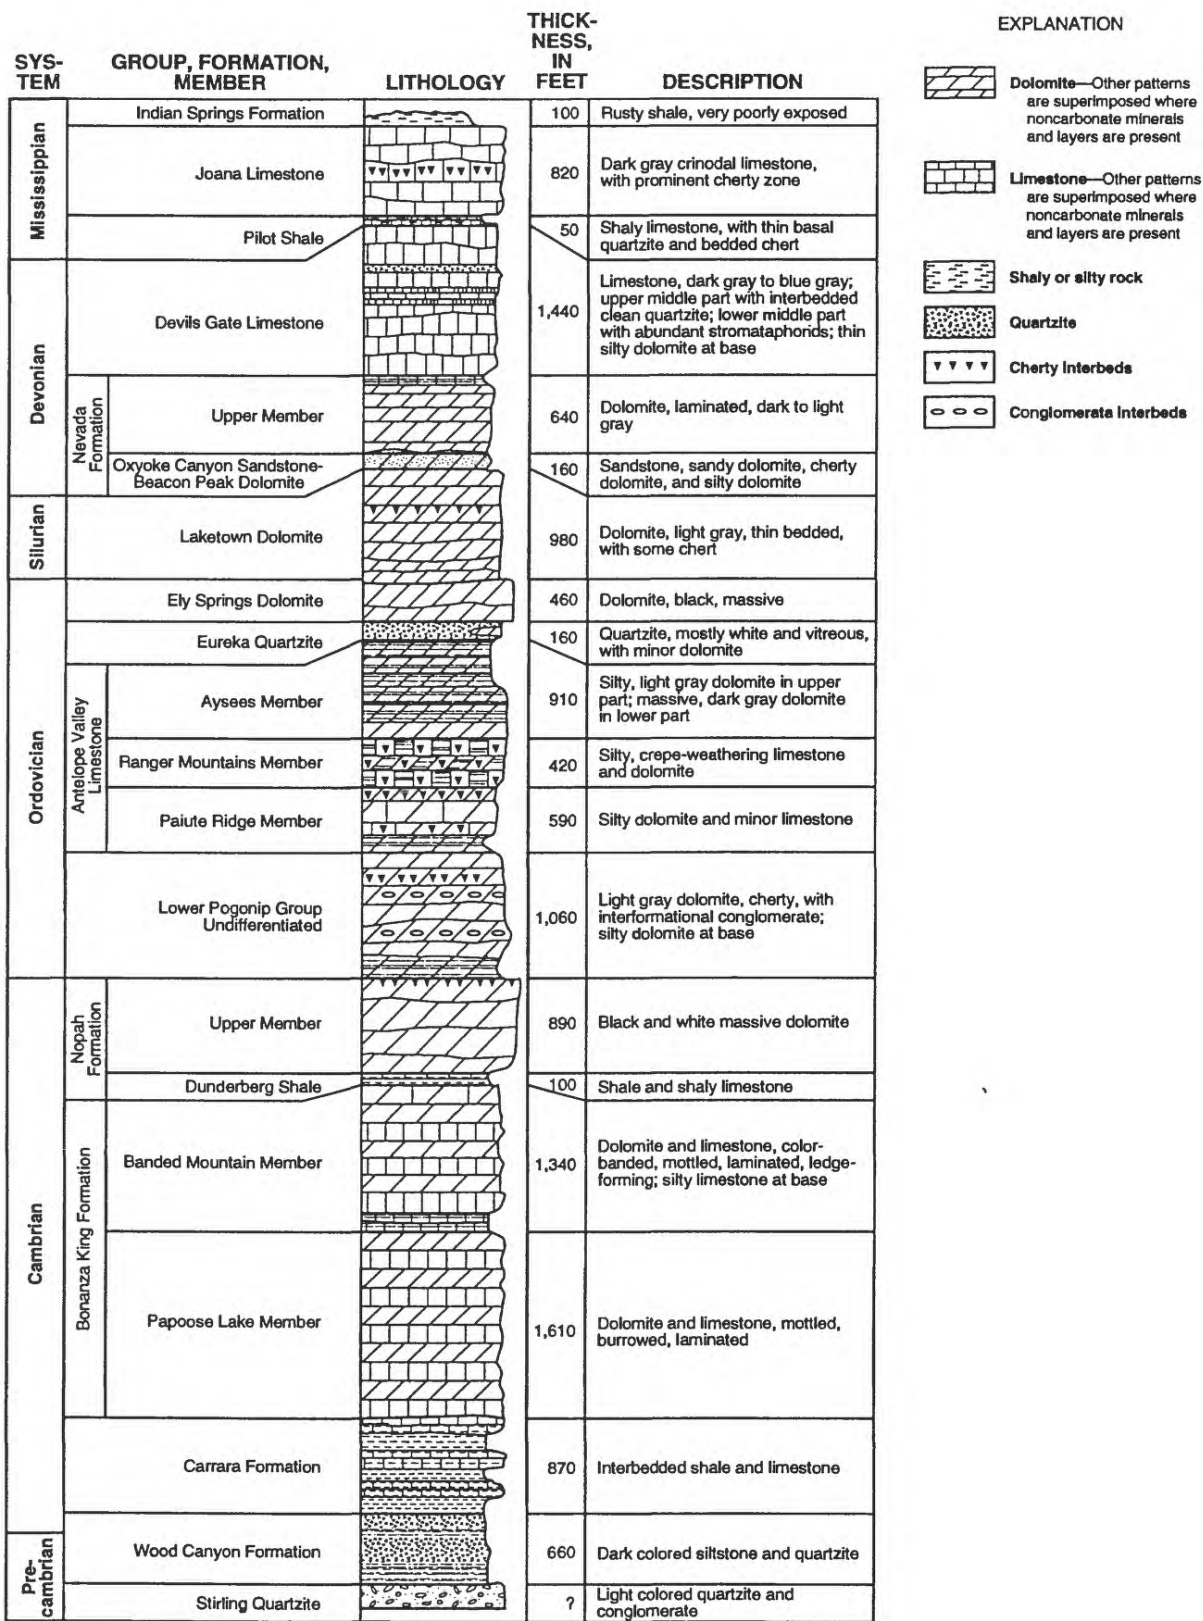 SYS-
TEM
GROUP, FORMATION,
MEMBER
LITHOLOGY
THICK-
NESS,
IN
FEET
DESCRIPTION
Mississippian
Indian Springs Formation
100
Rusty shale, very poorly exposed
Joana Limestone
820
Dark gray crinodal limestone,
with prominent cherty zone
Pilot Shale
50
Shaly limestone, with thin basal
quartzite and bedded chert
Devonian
Devils Gate Limestone
1,440
Limestone, dark gray to blue gray;
upper middle part with interbedded
clean quartzite; lower middle part
with abundant stromataphorids; thin
silty dolomite at base
Nevada
Formation
Upper Member
640
Dolomite, laminated, dark to light
gray
Oxyoke Canyon Sandstone-
Beacon Peak Dolomite
160
Sandstone, sandy dolomite, cherty
dolomite, and silty dolomite
Silurian
Laketown Dolomite
980
Dolomite, light gray, thin bedded,
with some chert
Ordovician
Ely Springs Dolomite
460
Dolomite, black, massive
Eureka Quartzite
160
Quartzite, mostly white and vitreous,
with minor dolomite
Antelope Valley
Limestone
Aysees Member
910
Silty, light gray dolomite in upper
part; massive, dark gray dolomite
in lower part
Ranger Mountains Member
420
Silty, crepe-weathering limestone
and dolomite
Paiute Ridge Member
590
Silty dolomite and minor limestone
Lower Pogonip Group
Undifferentiated
1,060
Light gray dolomite, cherty, with
interformational conglomerate;
silty dolomite at base
Cambrian
Nopah
Formation
Upper Member
890
Black and white massive dolomite
Dunderberg Shale
100
Shale and shaly limestone
Bonanza King Formation
Banded Mountain Member
1,340
Dolomite and limestone, color-
banded, mottled, laminated, ledge-
forming; silty limestone at base
Papoose Lake Member
1,610
Dolomite and limestone, mottled,
burrowed, laminated
Carrara Formation
870
Interbedded shale and limestone
Pre-
cambrian
Wood Canyon Formation
660
Dark colored siltstone and quartzite
Stirling Quartzite
?
Light colored quartzite and
conglomerate
EXPLANATION
Dolomite—Other patterns
are superimposed where
noncarbonate minerals
and layers are present
Limestone—Other patterns
are superimposed where
noncarbonate minerals
and layers are present
Shaly or silty rock
Quartzite
Cherty Interbeds
Conglomerata Interbeds